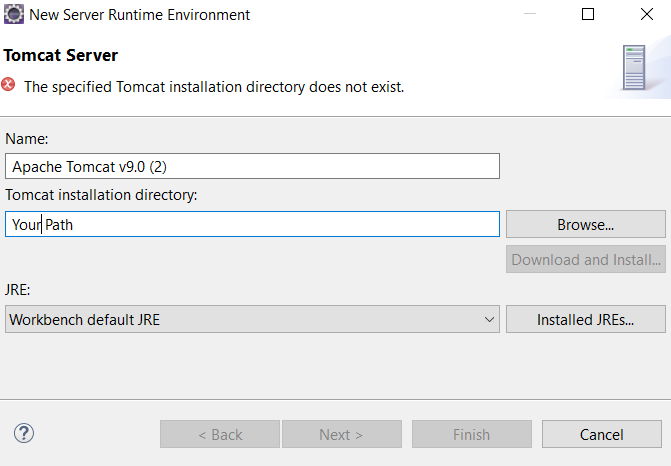 New Server Runtime Environment
Tomcat Server
The specified Tomcat installation directory does not exist.
Name:
Apache Tomcat v9.0 (2)
Tomcat installation directory:
Your Path
Browse...
Download and Install...
JRE:
Workbench default JRE
Installed JREs...
?
< Back
Next >
Finish
Cancel